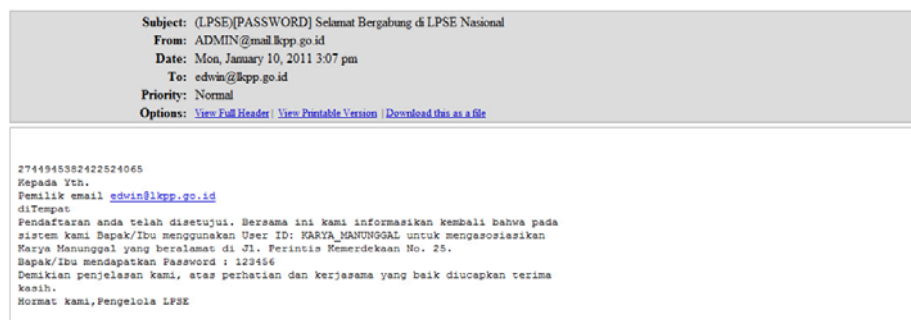 Subject: (LPSE)[PASSWORD] Selamat Bergabung di LPSE Nasional
From: ADMIN@mail.lkpp.go.id
Date: Mon, January 10, 2011 3:07 pm
To: edwin@lkpp.go.id
Priority: Normal
Options: View Full Header | View Printable Version | Download this as a file
2744945382422524065
Kepada Yth.
Pemilik email edwin@lkpp.go.id
diTempat
Pendaftaran anda telah disetujui. Bersama ini kami informasikan kembali bahwa pada
sistem kami Bapak/Ibu menggunakan User ID: KARYA_MANUNGGAL untuk mengasosiasikan
Karya Manunggal yang beralamat di Jl. Perintis Kemerdekaan No. 25.
Bapak/Ibu mendapatkan Password : 123456
Demikian penjelasan kami, atas perhatian dan kerjasama yang baik diucapkan terima
kasih.
Hormat kami,Pengelola LPSE